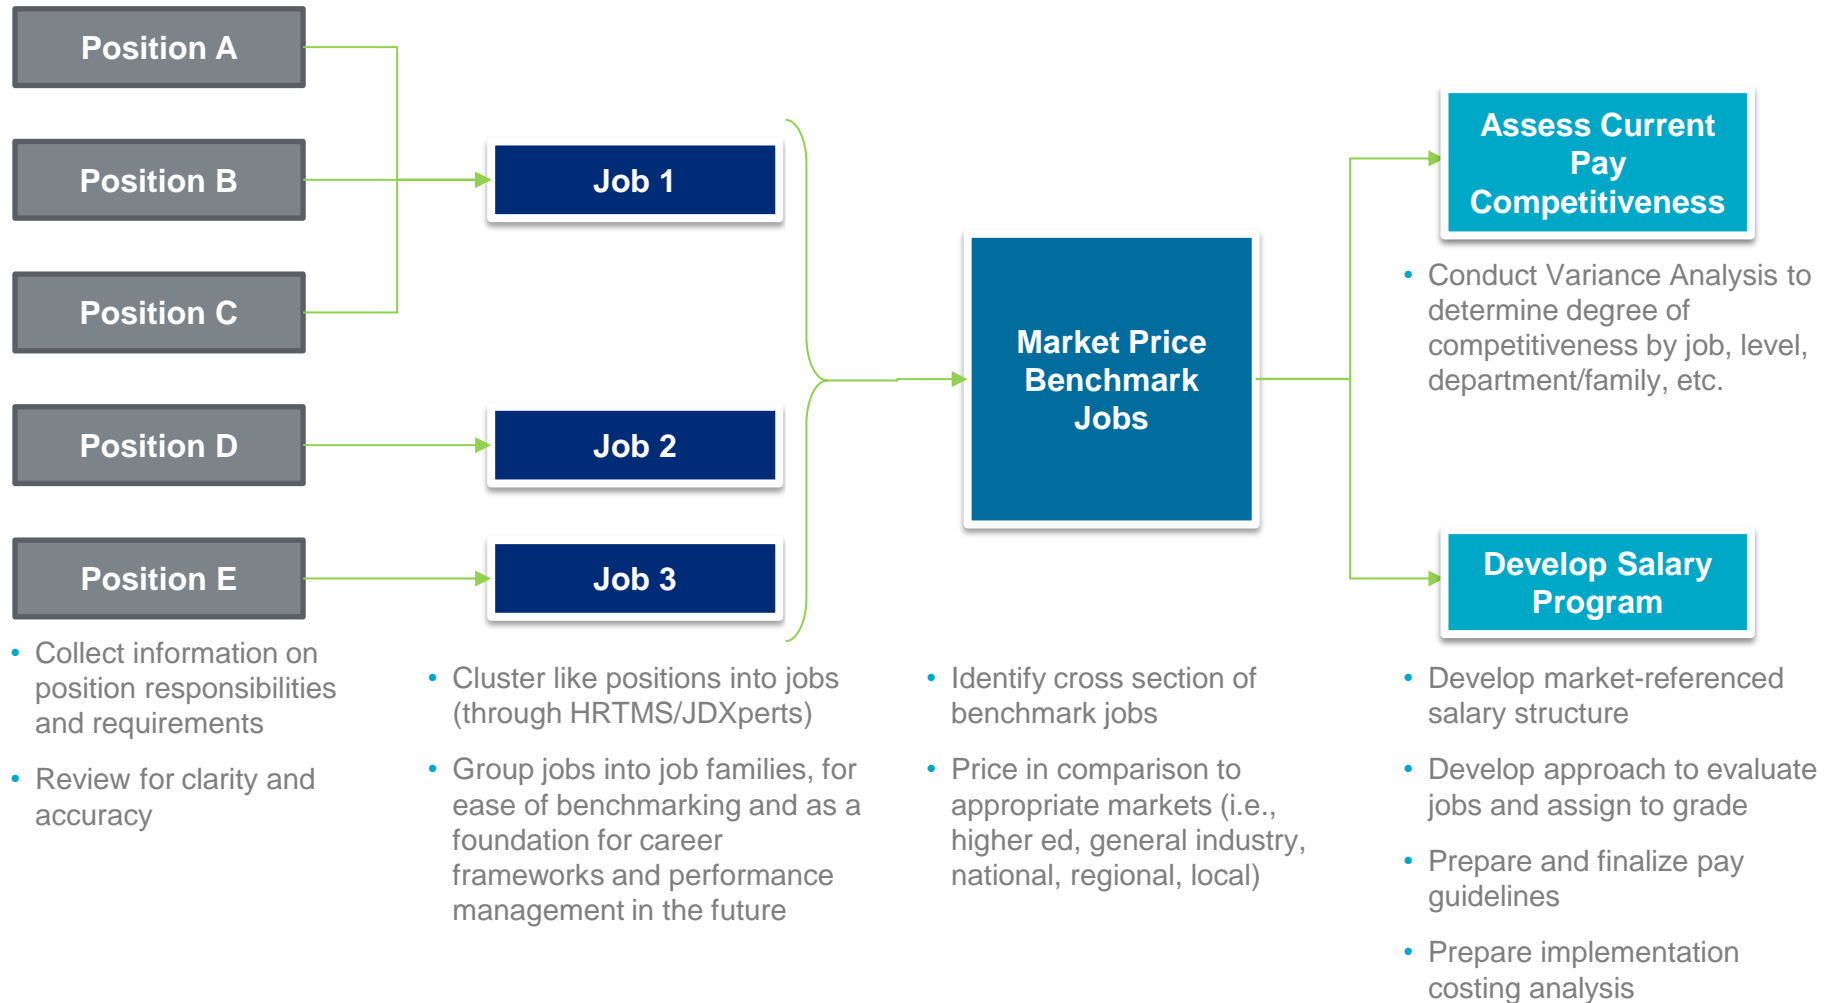 Position A
Position B
Position C
Position D
Position E
• Collect information on
position responsibilities
and requirements
• Review for clarity and
accuracy
Job 1
Job 2
Job 3
• Cluster like positions into jobs
(through HRTMS/JDXperts)
• Group jobs into job families, for
ease of benchmarking and as a
foundation for career
frameworks and performance
management in the future
Market Price
Benchmark
Jobs
• Identify cross section of
benchmark jobs
• Price in comparison to
appropriate markets (i.e.,
higher ed, general industry,
national, regional, local)
Assess Current
Pay
Competitiveness
• Conduct Variance Analysis to
determine degree of
competitiveness by job, level,
department/family, etc.
Develop Salary
Program
• Develop market-referenced
salary structure
• Develop approach to evaluate
jobs and assign to grade
• Prepare and finalize pay
guidelines
• Prepare implementation
costing analysis